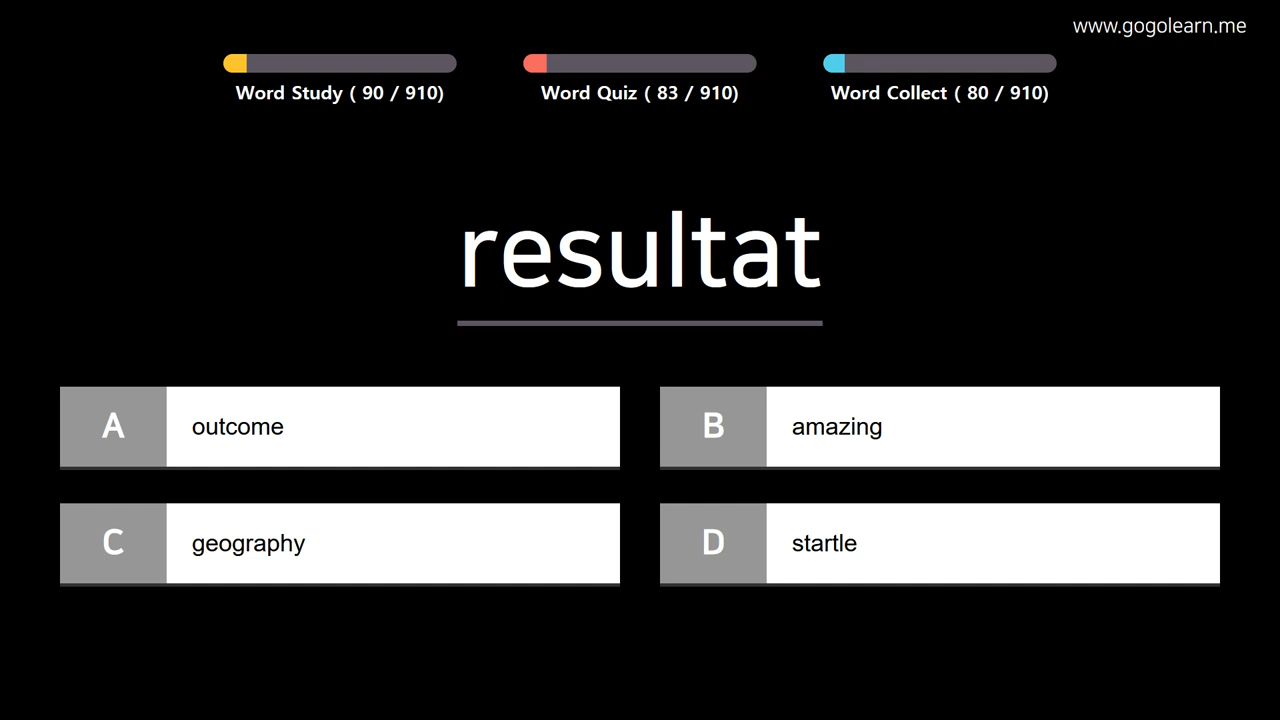 www.gogolearn.me
Word Study ( 90 / 910)
Word Quiz ( 83 / 910)
Word Collect ( 80 / 910)
resultat
A outcome
B amazing
C geography
D startle